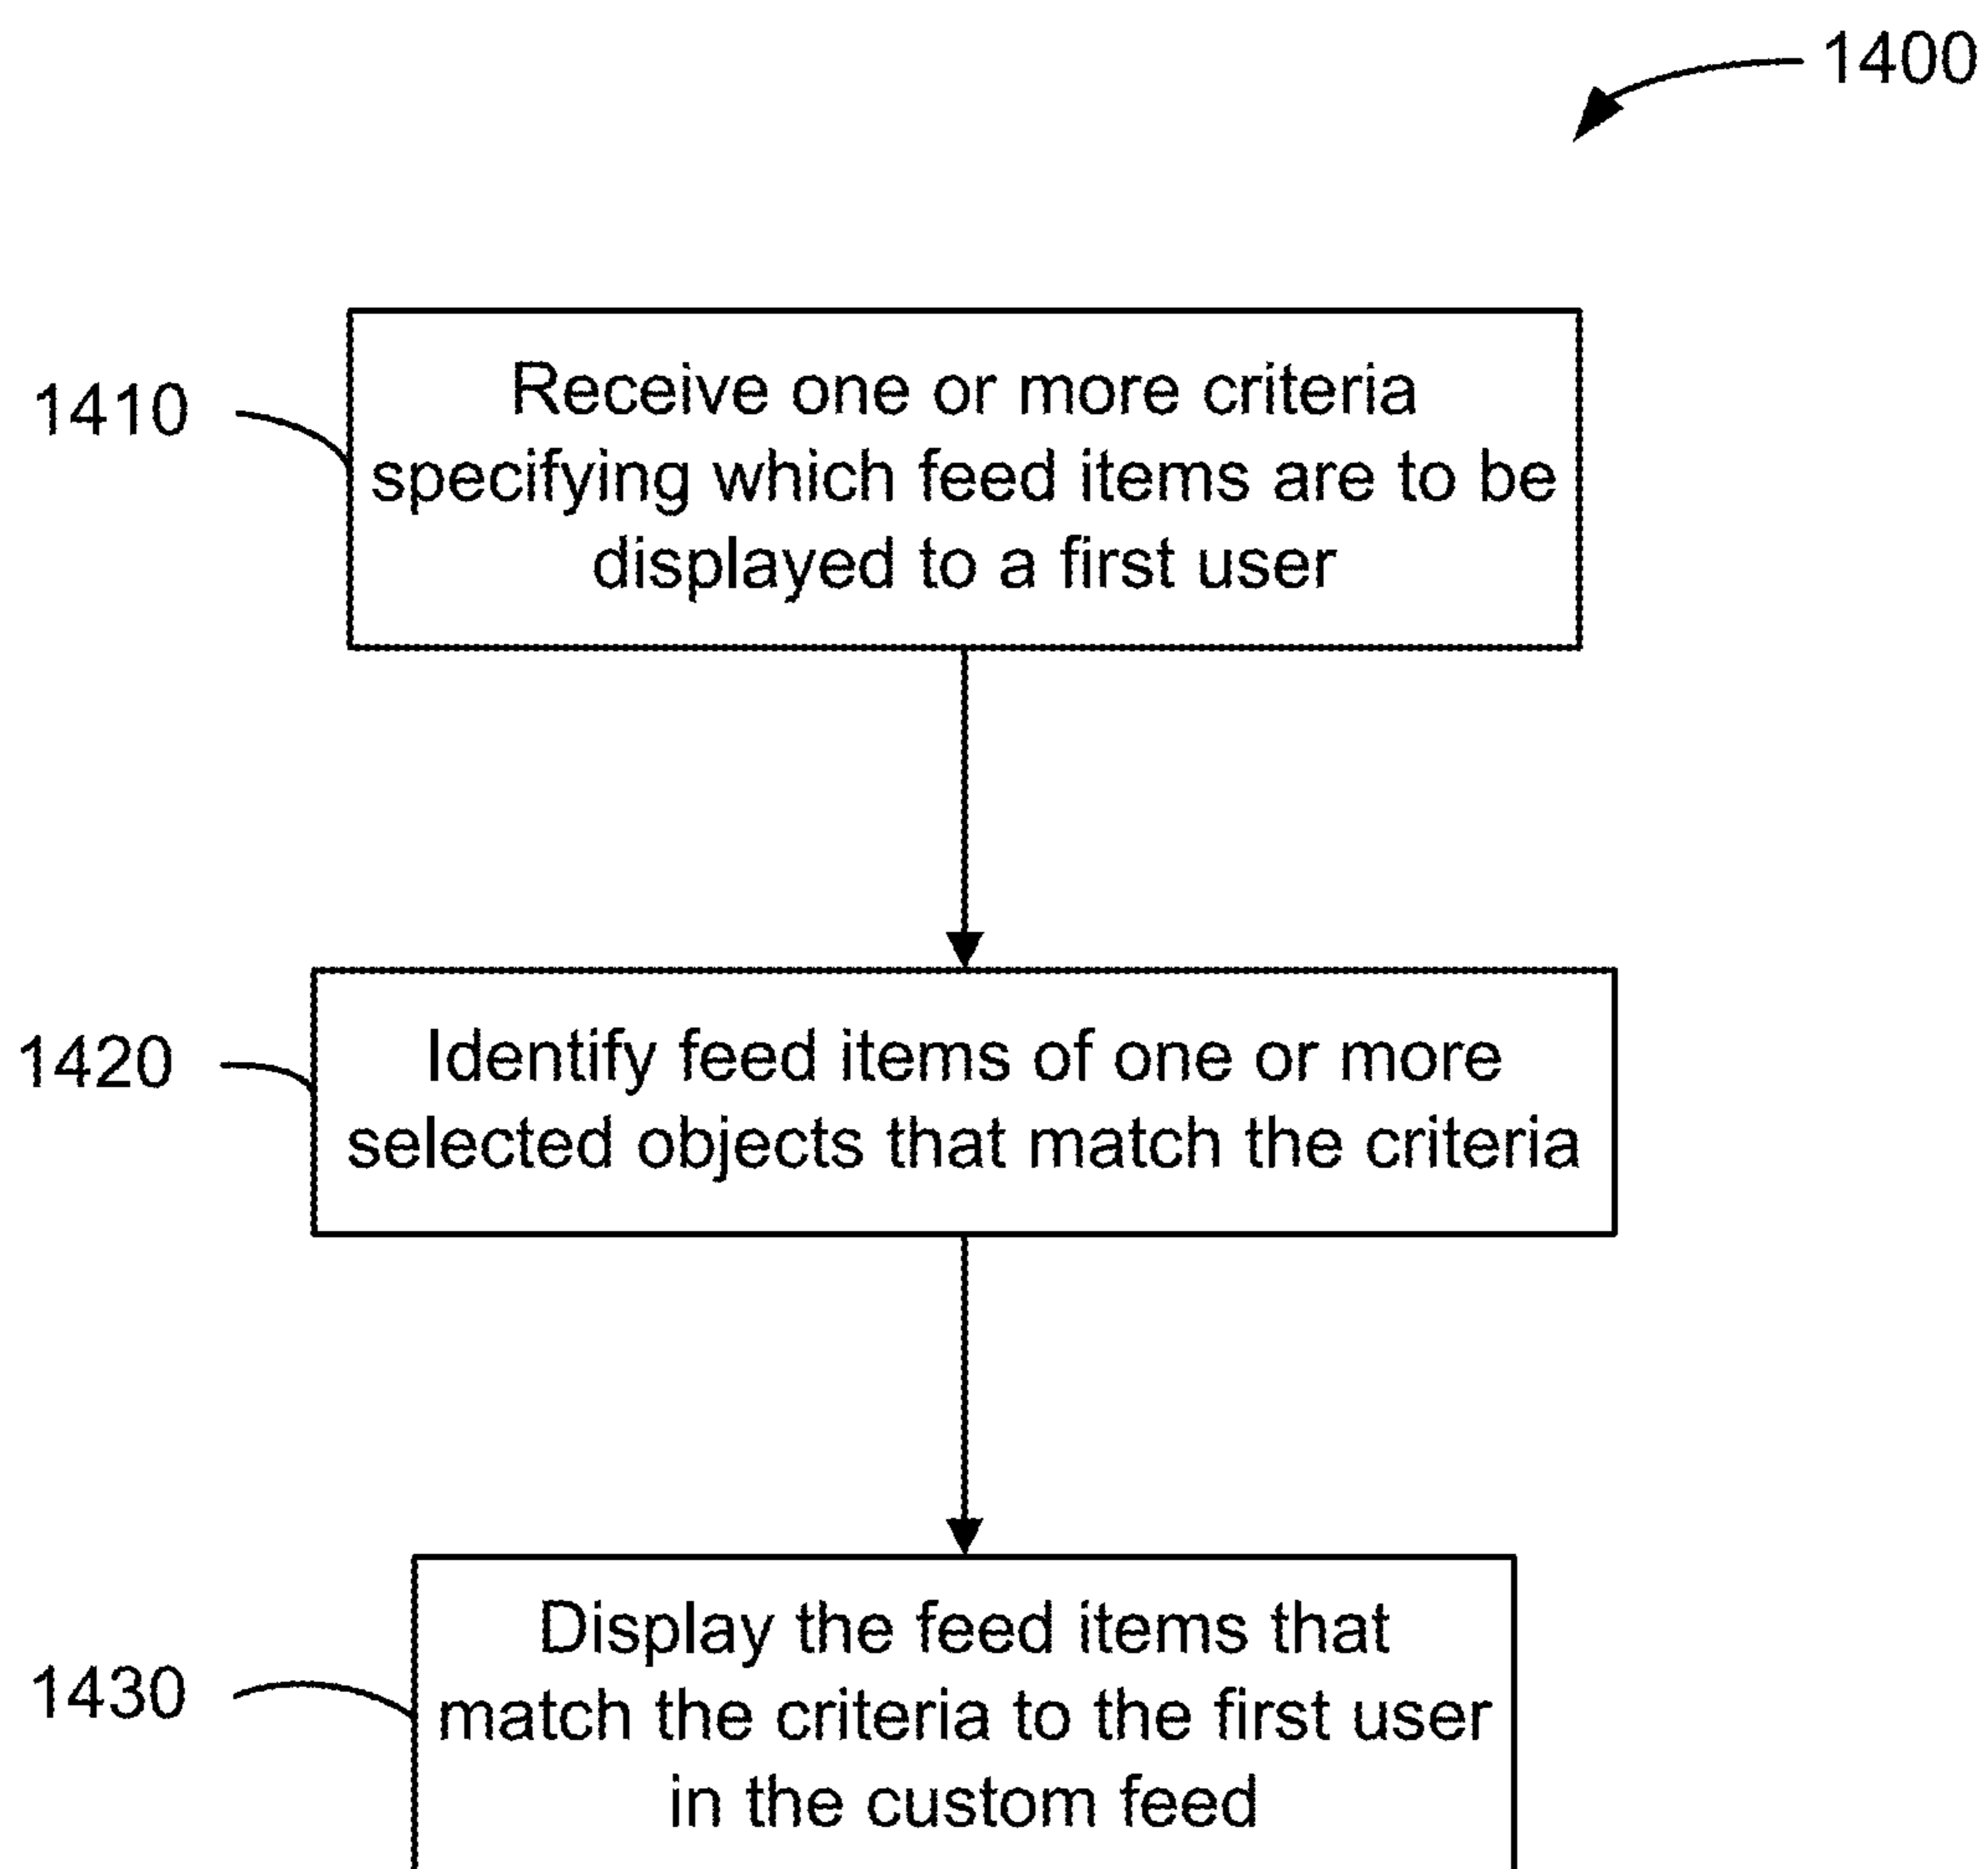 1400
1410
Receive one or more criteria
specifying which feed items are to be
displayed to a first user
1420
Identify feed items of one or more
selected objects that match the criteria
1430
Display the feed items that
match the criteria to the first user
in the custom feed